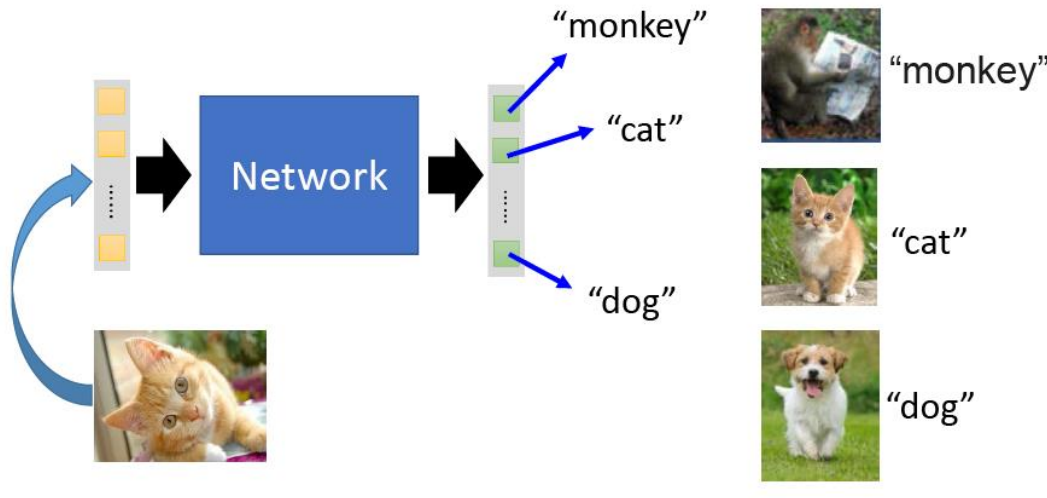 “monkey”
“cat”
......
Network
......
“dog”
“monkey”
“cat”
“dog”